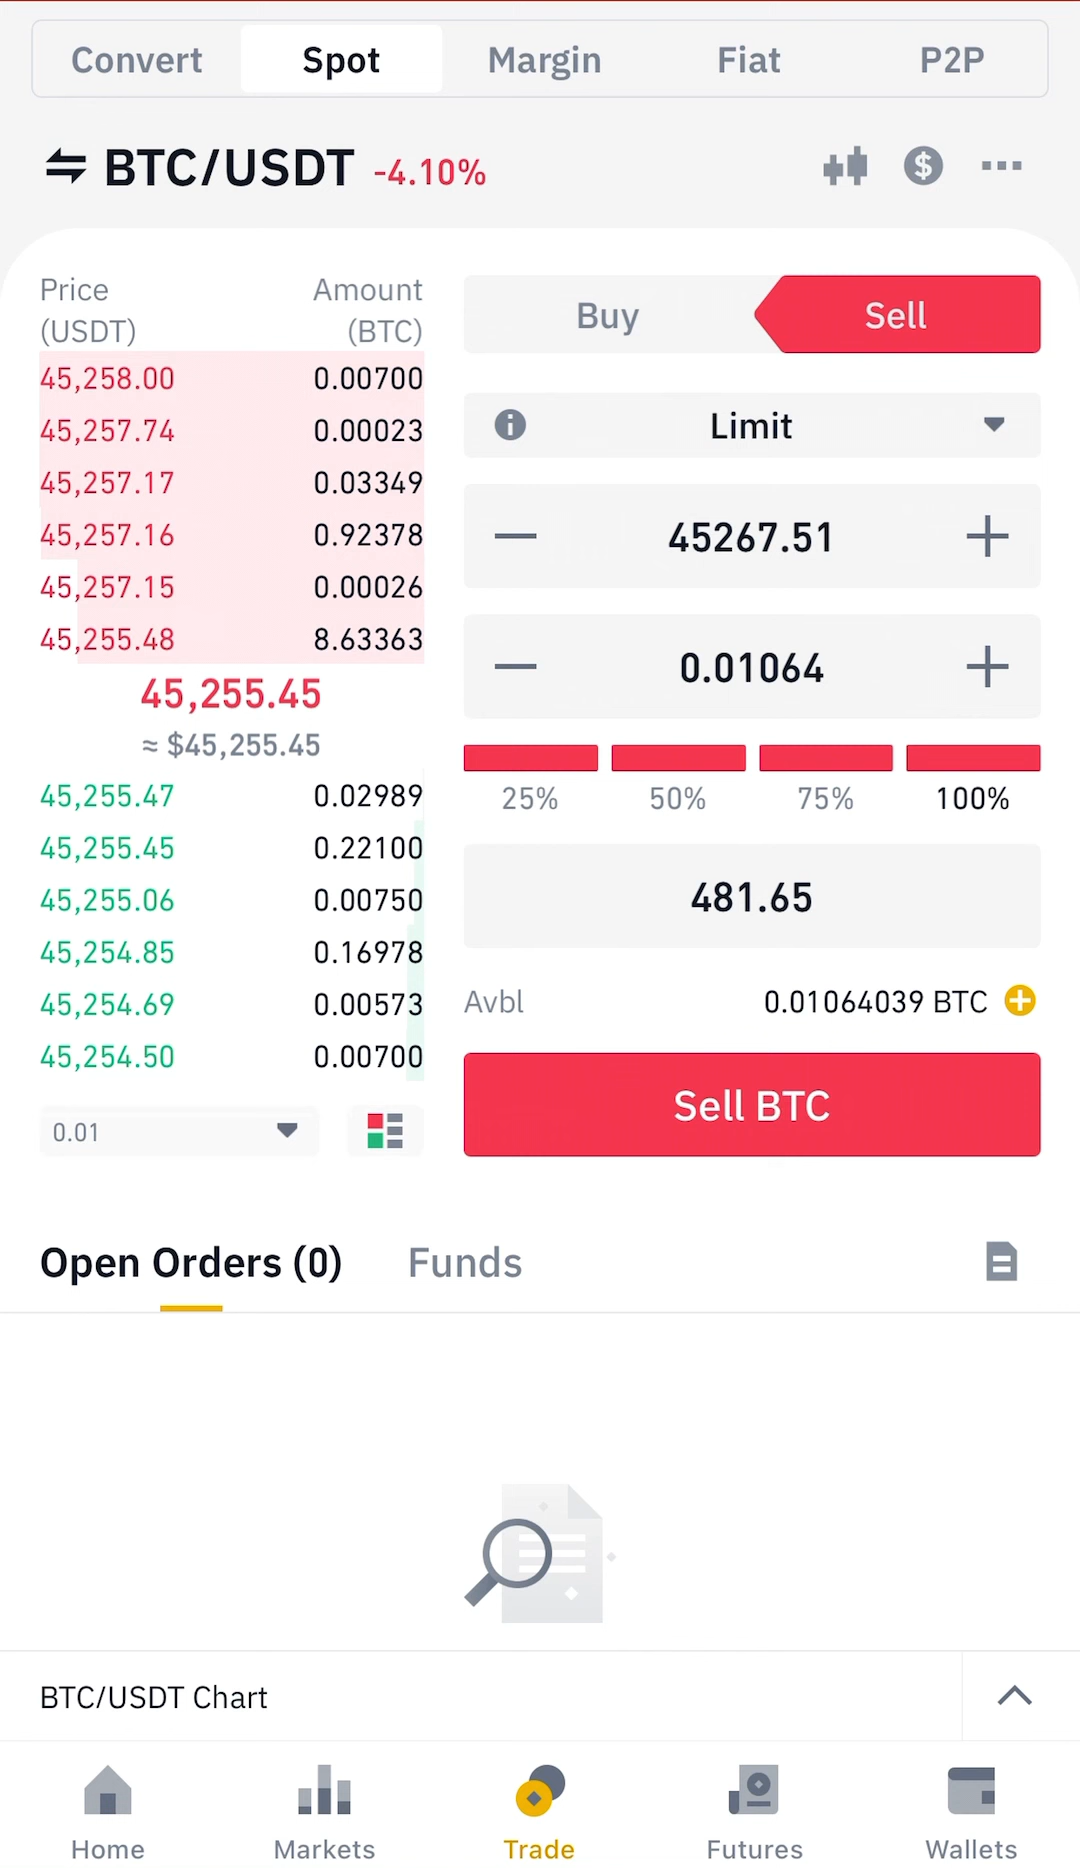 Convert Spot Margin Fiat P2P
BTC/USDT -4.10%
Price Amount
(USDT) (BTC)
45,258.00 0.00700
45,257.74 0.00023
45,257.17 0.03349
45,257.16 0.92378
45,257.15 0.00026
45,255.48 8.63363
45,255.45
≈ $45,255.45
45,255.47 0.02989
45,255.45 0.22100
45,255.06 0.00750
45,254.85 0.16978
45,254.69 0.00573
45,254.50 0.00700
0.01
Buy Sell
Limit
45267.51
0.01064
25% 50% 75% 100%
481.65
Avbl 0.01064039 BTC
Sell BTC
Open Orders (0) Funds
BTC/USDT Chart
Home Markets Trade Futures Wallets